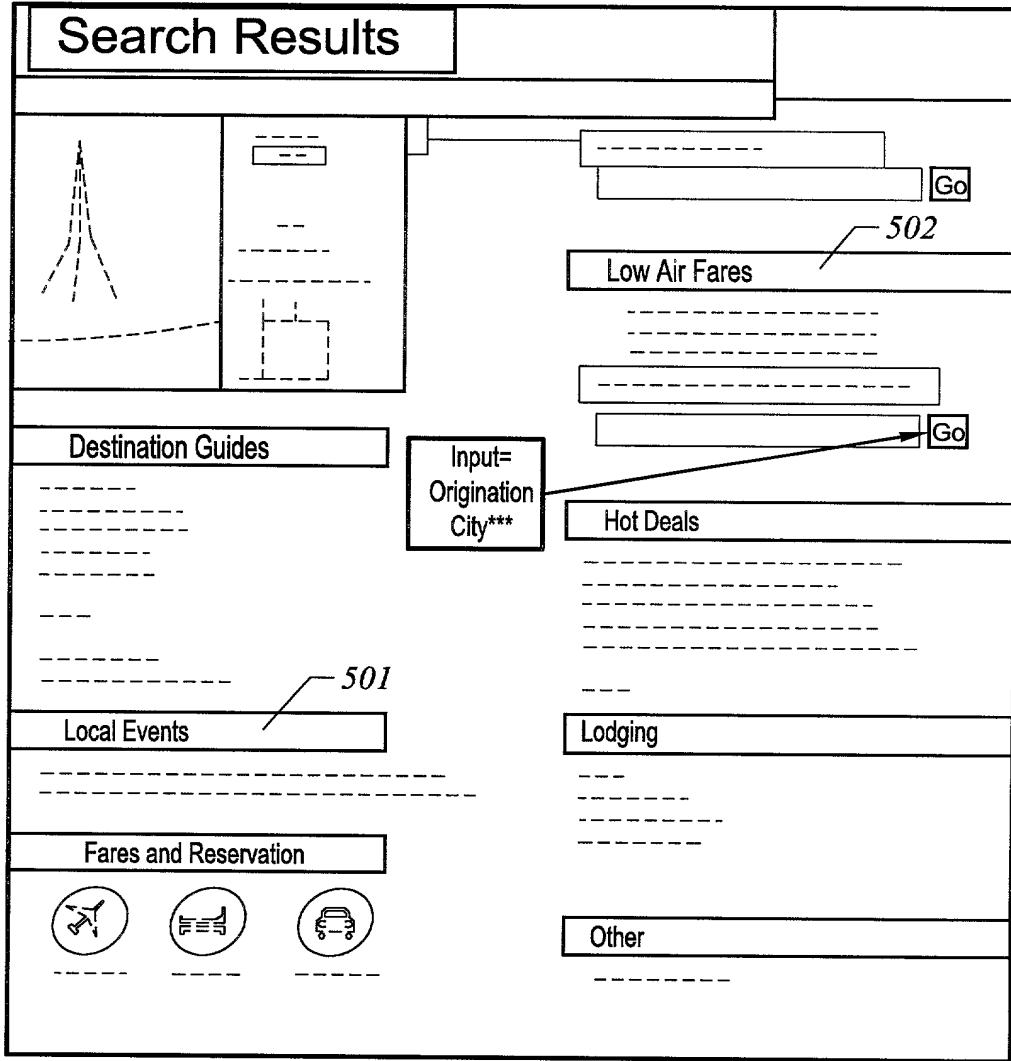 Search Results
Go
502
Low Air Fares
Go
Destination Guides
Input=
Origination
City***
Hot Deals
501
Local Events
Lodging
Fares and Reservation
Other